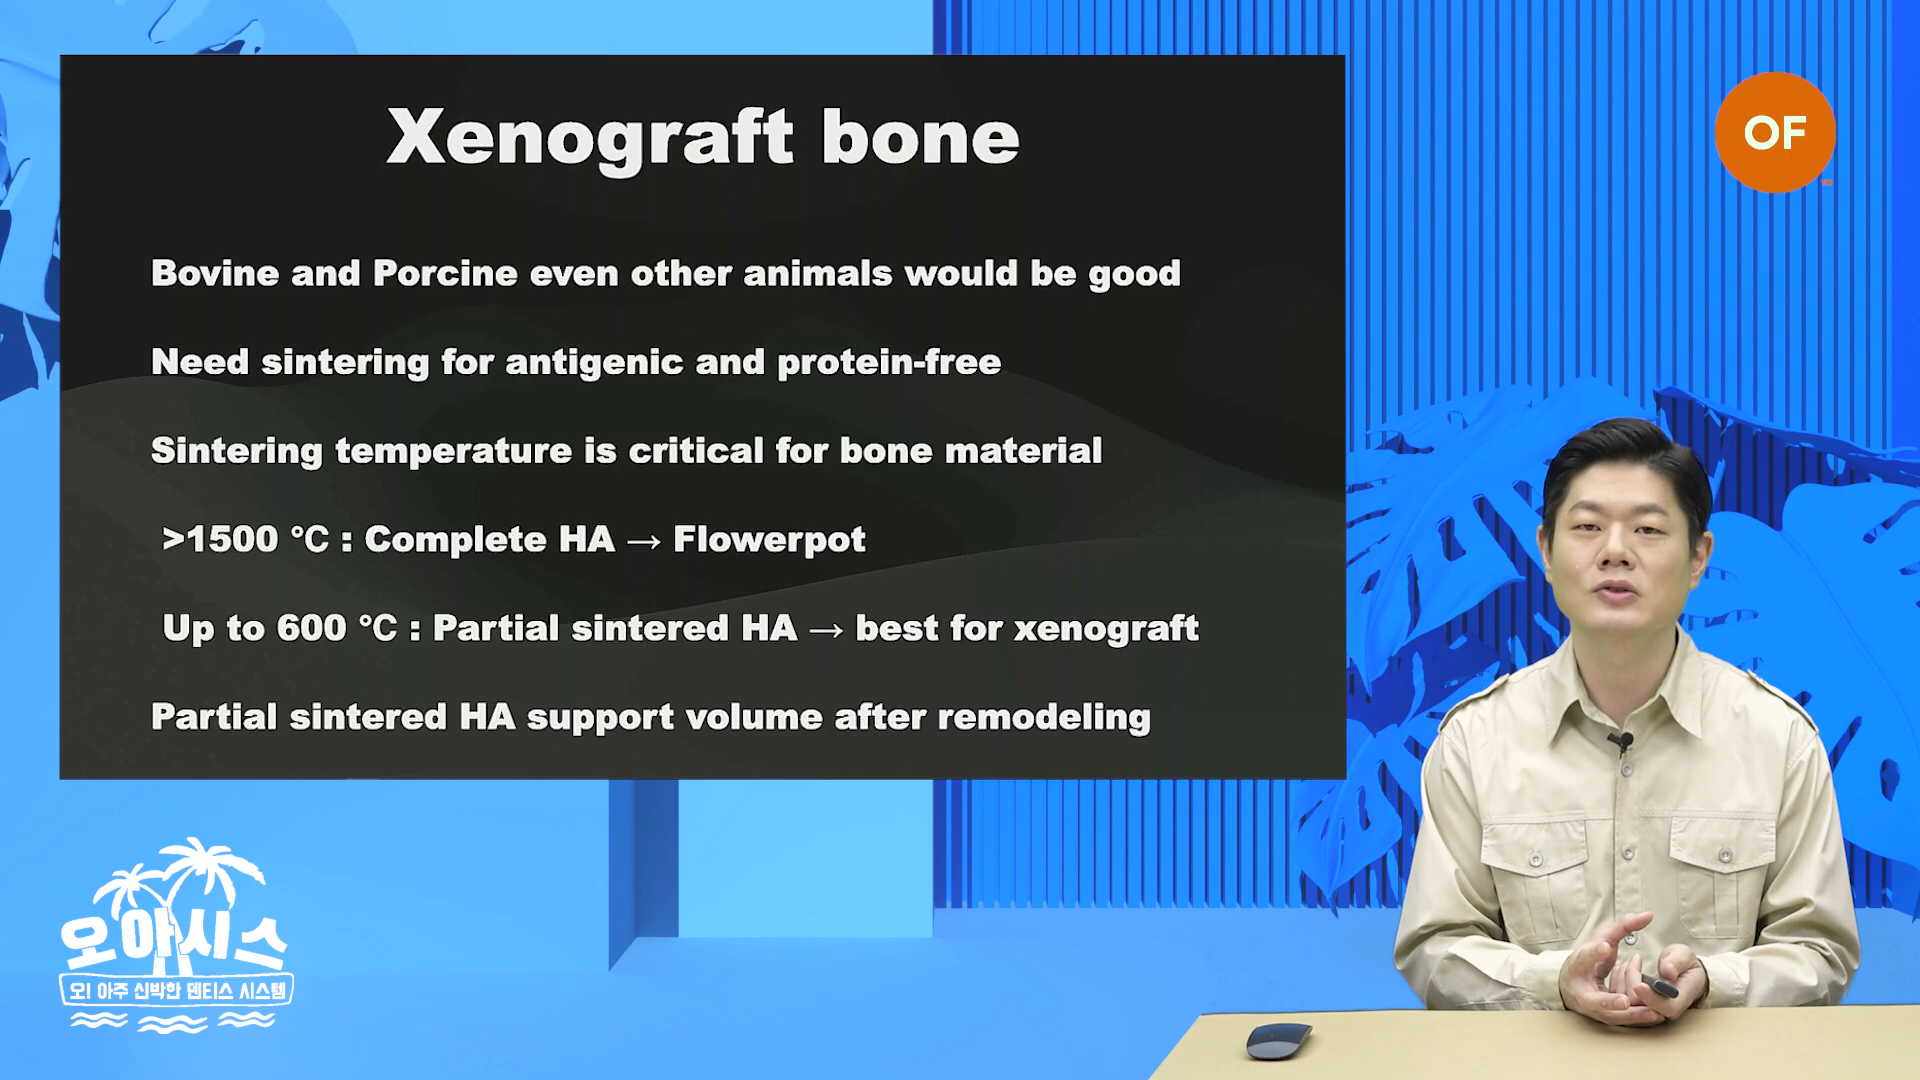 Xenograft bone
OF
TM
Bovine and Porcine even other animals would be good
Need sintering for antigenic and protein-free
Sintering temperature is critical for bone material
>1500 ℃ : Complete HA → Flowerpot
Up to 600 ℃ : Partial sintered HA → best for xenograft
Partial sintered HA support volume after remodeling
오아시스
오! 아주 신박한 덴티스 시스템